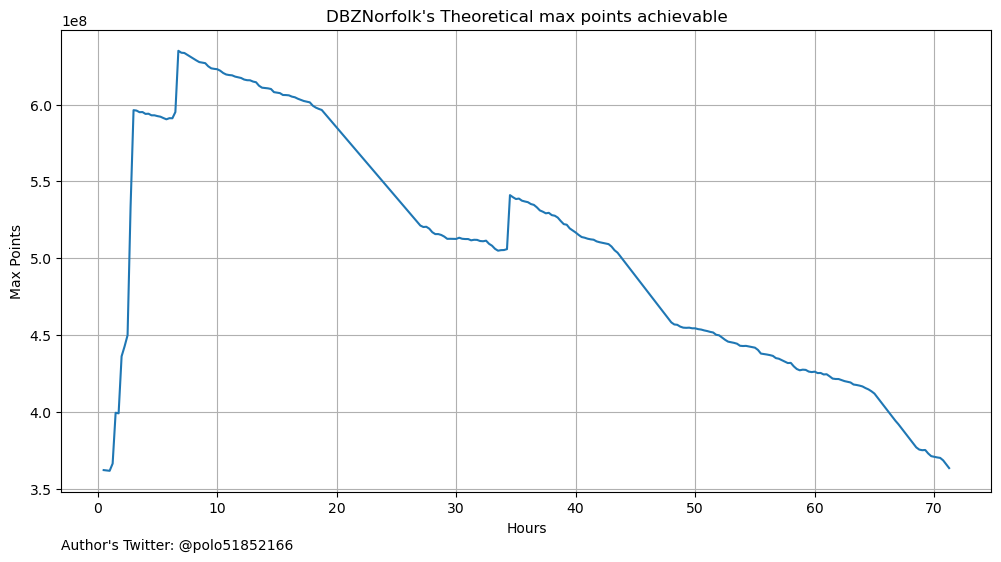 DBZNorfolk's Theoretical max points achievable
1e8
6.0
5.5
5.0
4.5
4.0
3.5
Max Points
0 10 20 30 40 50 60 70
Hours
Author's Twitter: @polo51852166